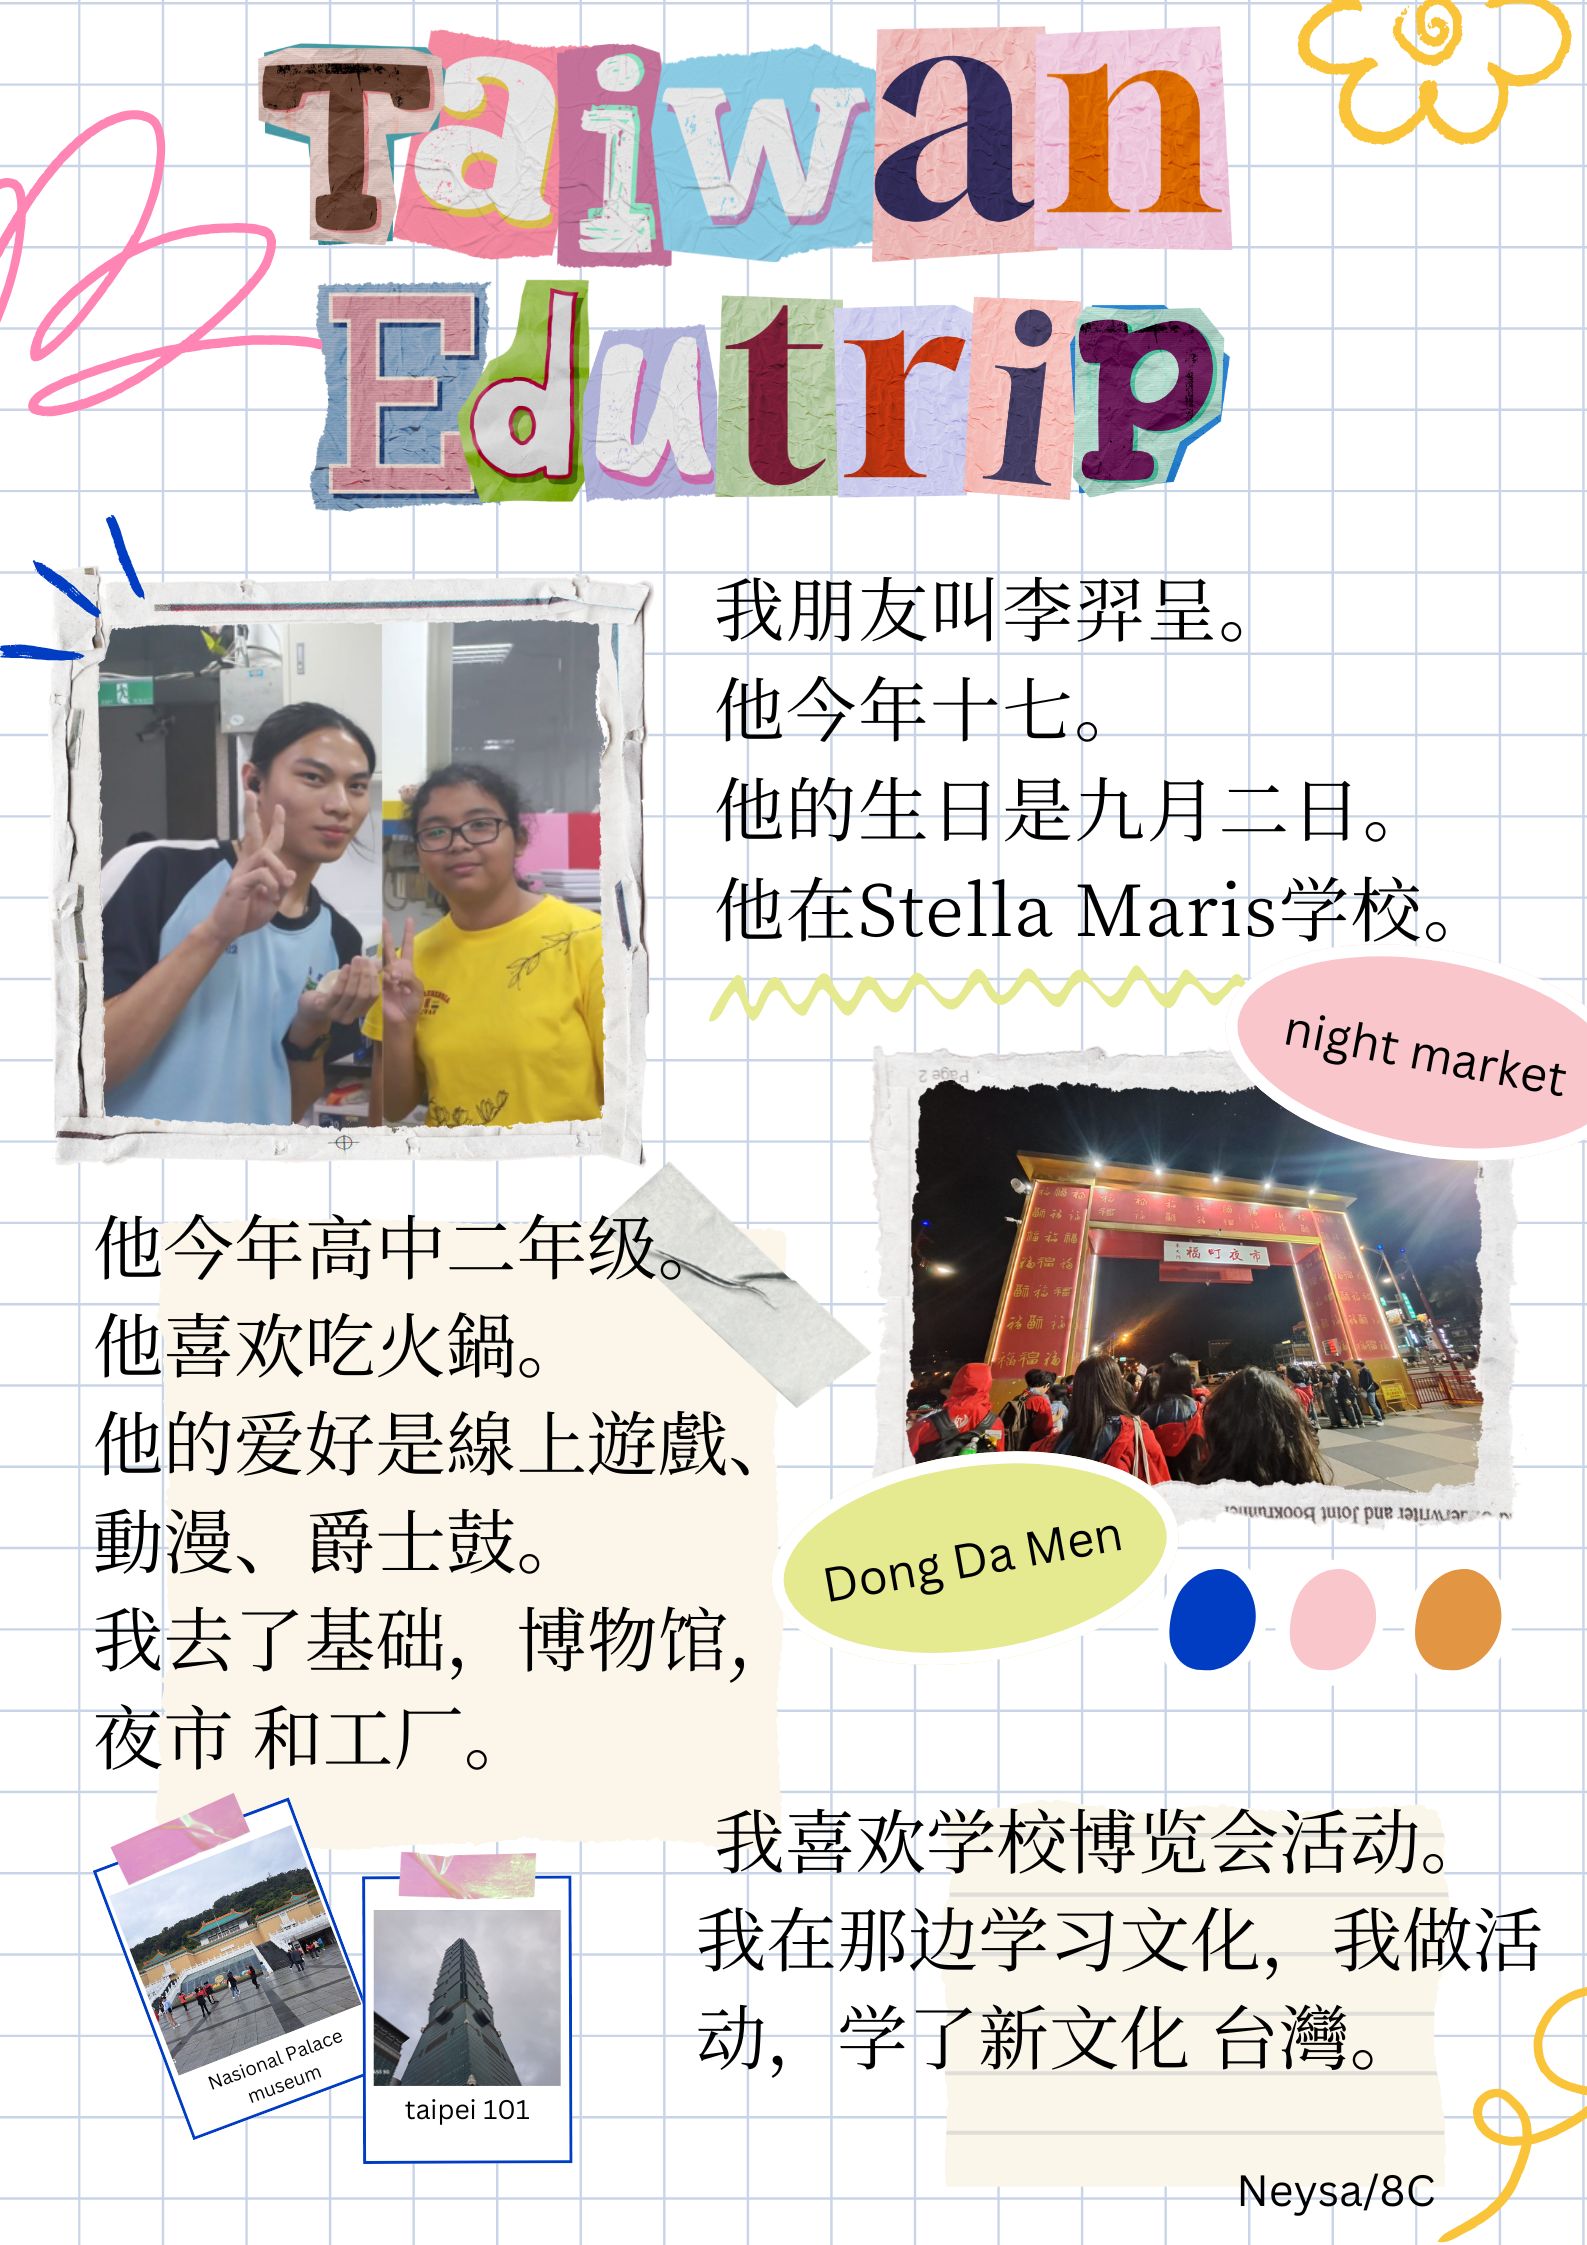 Taiwan
Edutrip
我朋友叫李羿呈。
他今年十七。
他的生日是九月二日。
他在Stella Maris学校。
night market
Page 2
福町夜市
Dong Da Men
他今年高中二年级。
他喜欢吃火鍋。
他的爱好是線上遊戲、
動漫、爵士鼓。
我去了基础，博物馆，
夜市 和工厂。
Nasional Palace
museum
taipei 101
我喜欢学校博览会活动。
我在那边学习文化，我做活
动，学了新文化 台灣。
Neysa/8C